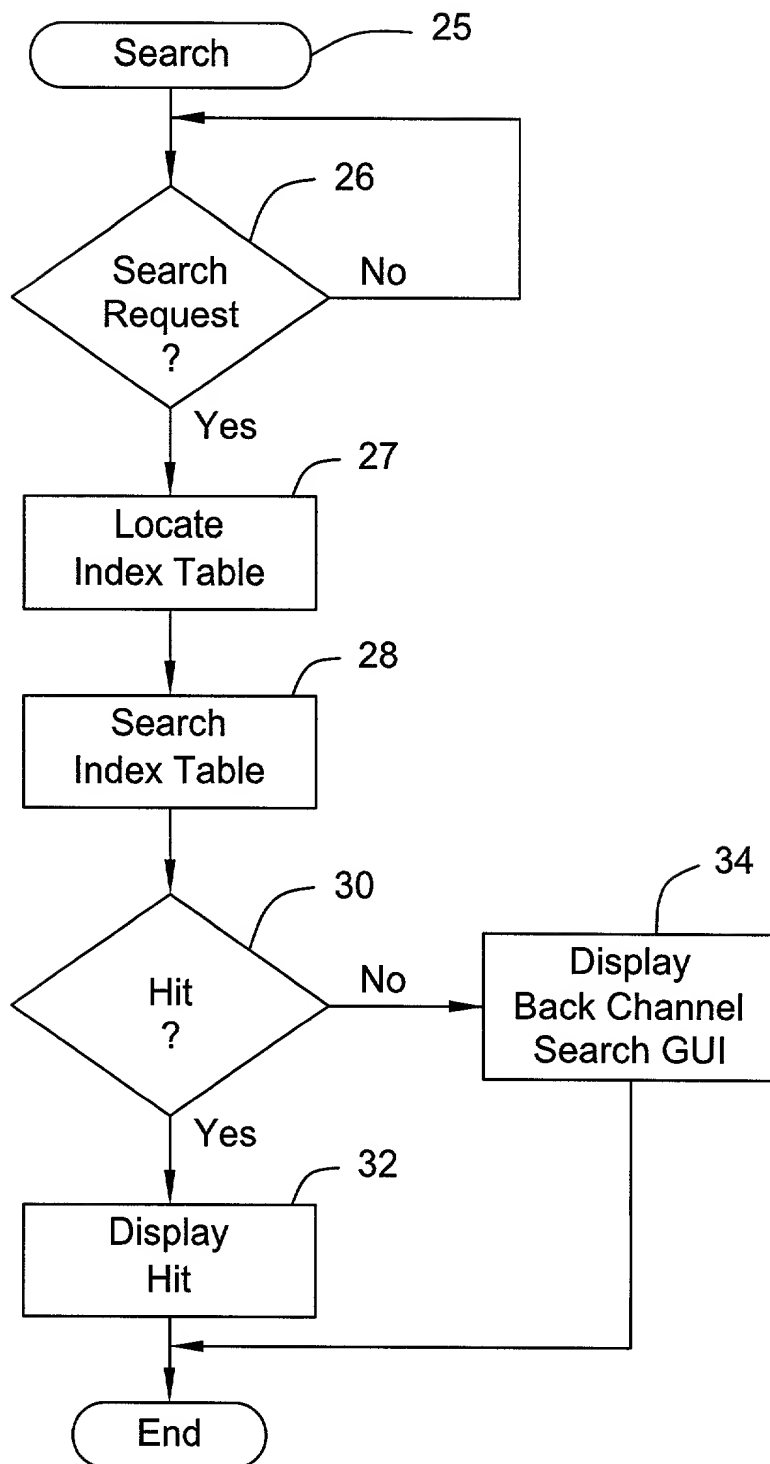 Search
25
26
Search
Request
?
No
Yes
27
Locate
Index Table
28
Search
Index Table
30
Hit
?
No
34
Display
Back Channel
Search GUI
Yes
32
Display
Hit
End